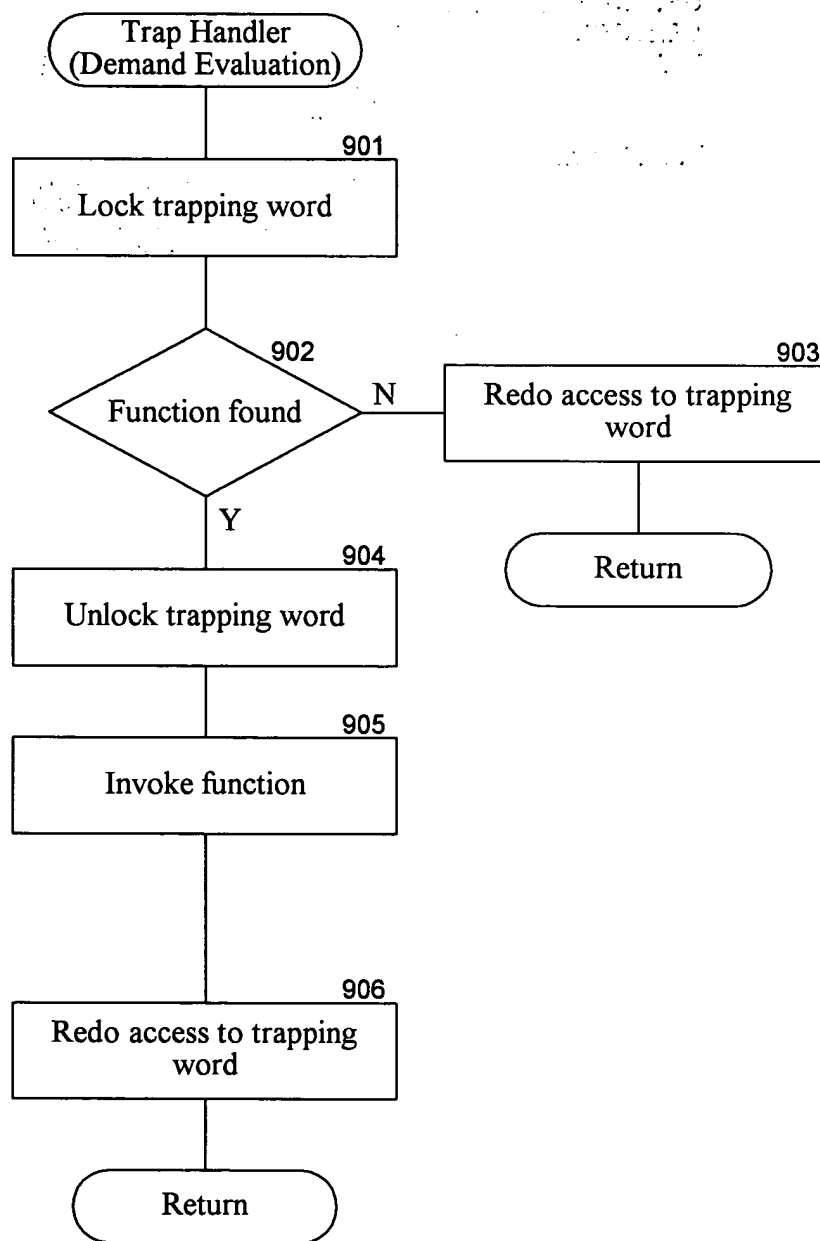 Trap Handler
(Demand Evaluation)
901
Lock trapping word
902
Function found
N
903
Redo access to trapping
word
Return
Y
904
Unlock trapping word
905
Invoke function
906
Redo access to trapping
word
Return